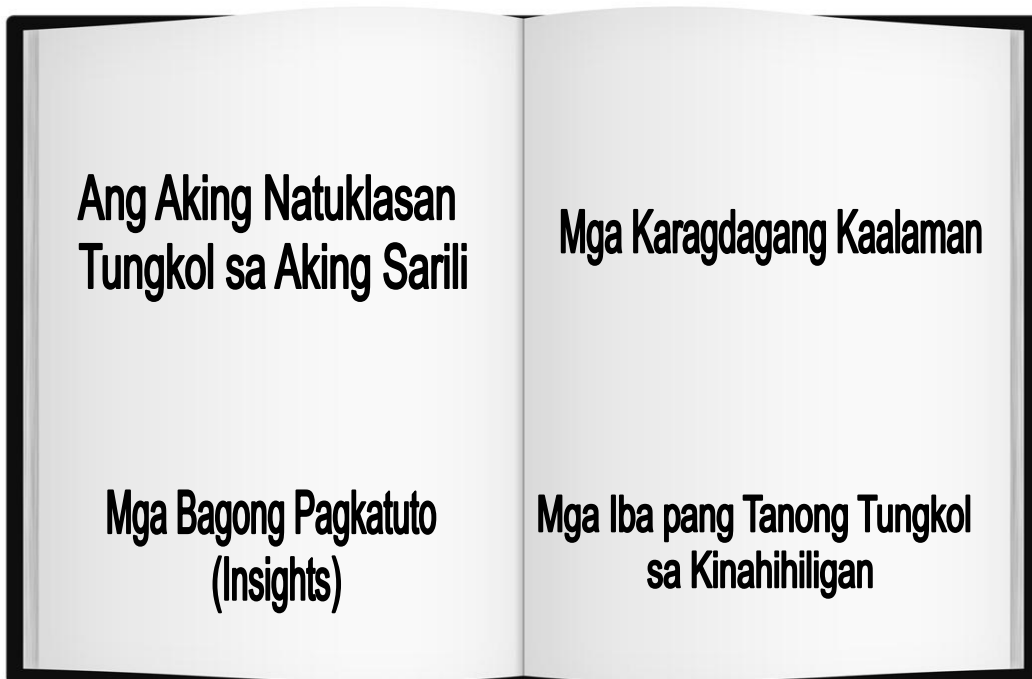 Ang Aking Natuklasan
Tungkol sa Aking Sarili
Mga Bagong Pagkatuto
(Insights)
Mga Karagdagang Kaalaman
Mga Iba pang Tanong Tungkol
sa Kinahihiligan